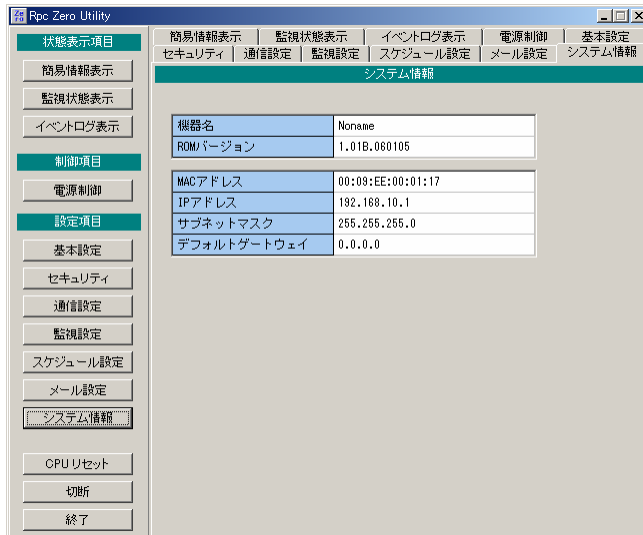 Zero Rpc Zero Utility
状態表示項目
簡易情報表示
監視状態表示
イベントログ表示
制御項目
電源制御
設定項目
基本設定
セキュリティ
通信設定
監視設定
スケジュール設定
メール設定
システム情報
CPU リセット
切断
終了
簡易情報表示 監視状態表示 イベントログ表示 電源制御 基本設定
セキュリティ 通信設定 監視設定 スケジュール設定 メール設定 システム情報
システム情報
機器名 Noname
ROMバージョン 1.01B.060105
MACアドレス 00:09:EE:00:01:17
IPアドレス 192.168.10.1
サブネットマスク 255.255.255.0
デフォルトゲートウェイ 0.0.0.0